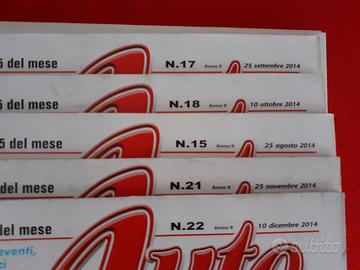 5 del mese N.17 Anno 9 25 settembre 2014
5 del mese N.18 Anno 9 10 ottobre 2014
5 del mese N.15 Anno 9 25 agosto 2014
del mese N.21 Anno 9 25 novembre 2014
del mese N.22 Anno 9 10 dicembre 2014
eventi,
ci
Auto
subito